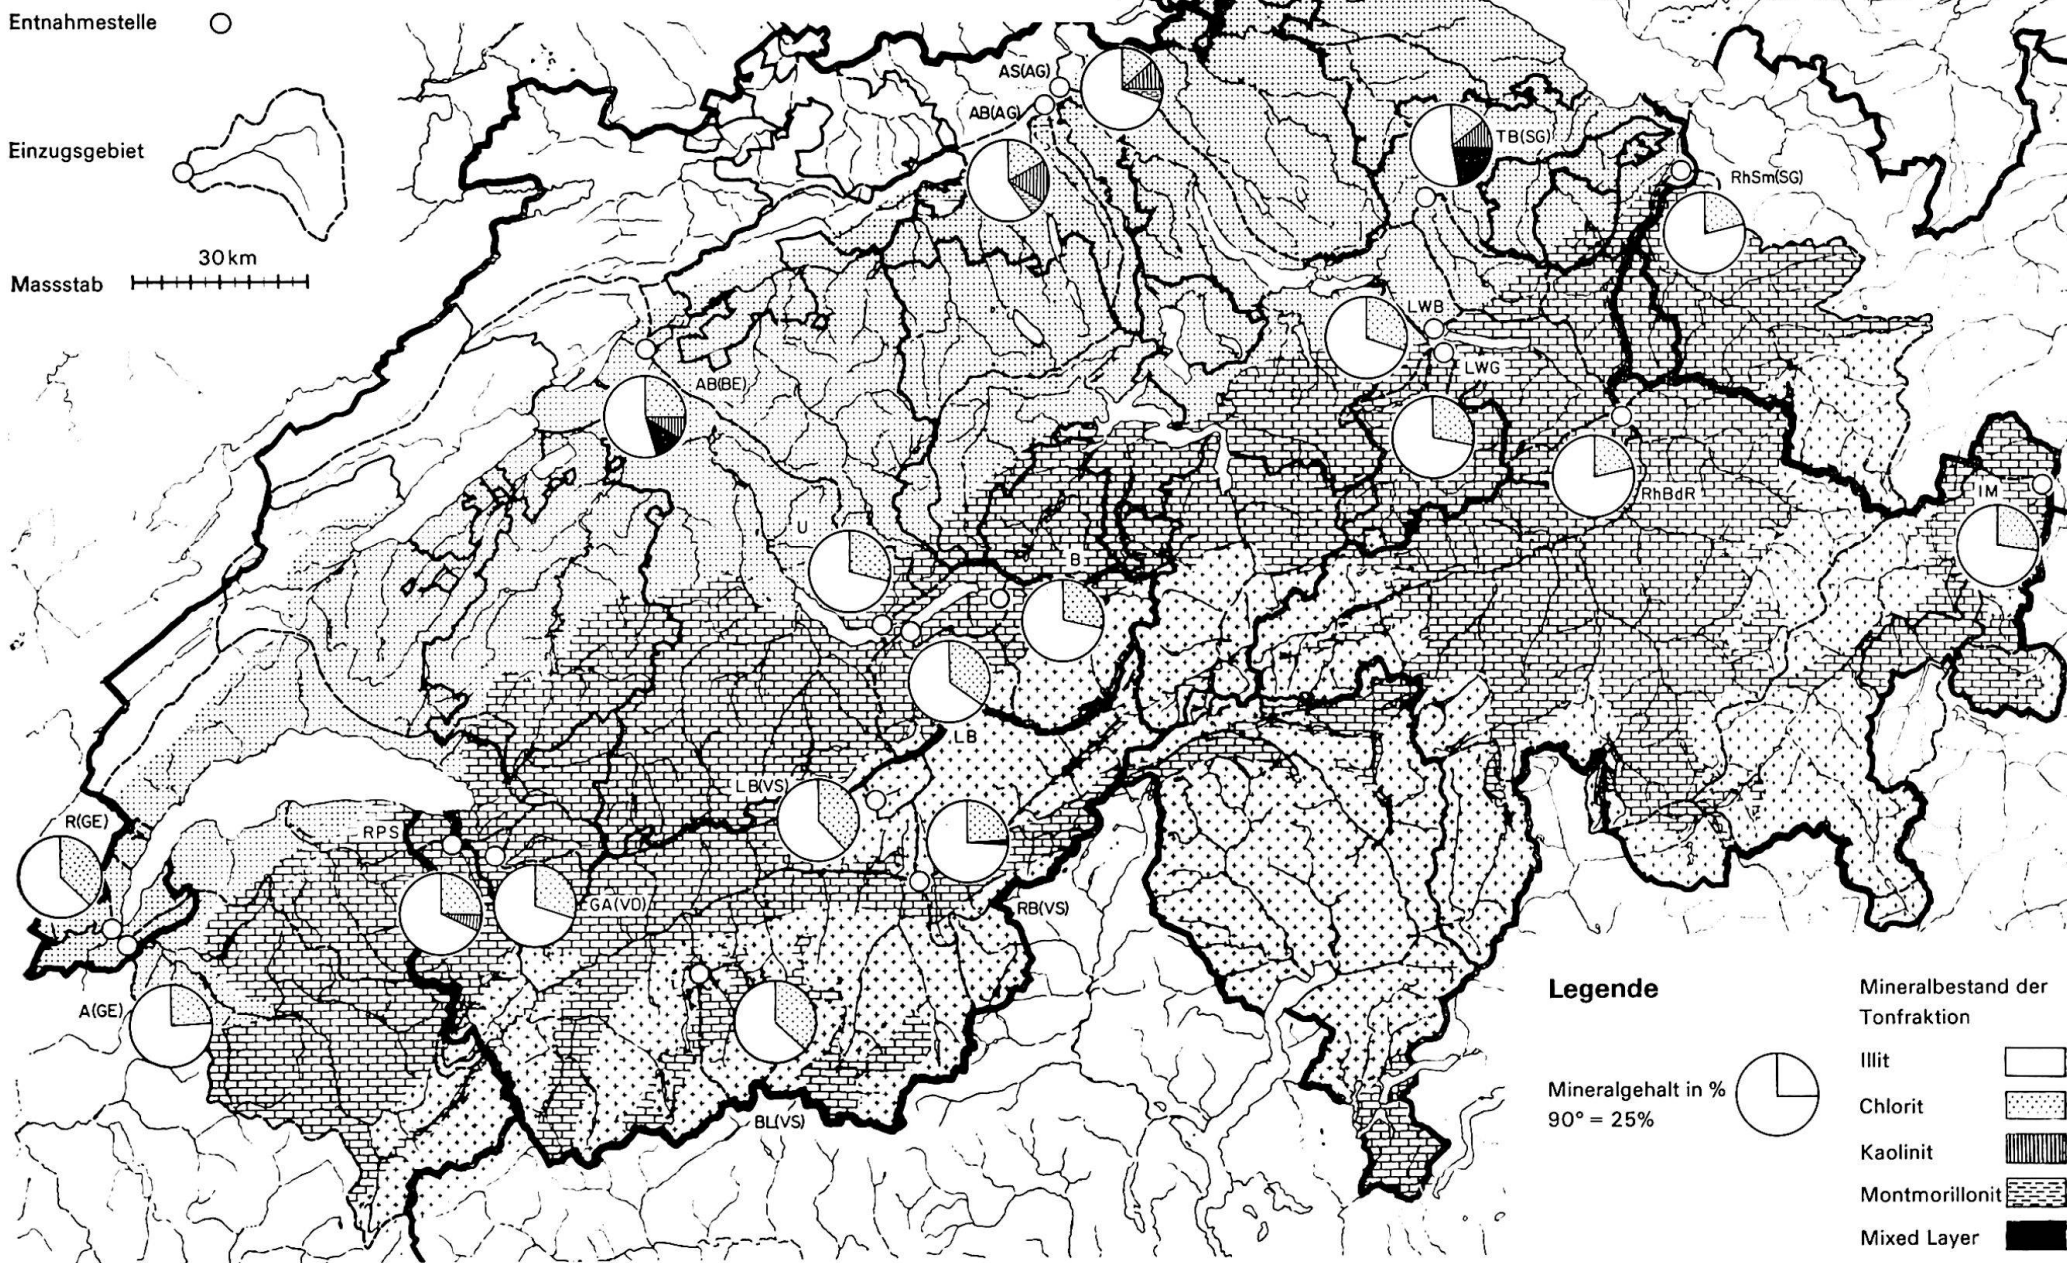 Entnahmestelle
Einzugsgebiet
30 km
Massstab
AS(AG)
AB(AG)
TB(SG)
RhSm(SG)
LWB
LWG
AB(BE)
RhBdR
IM
U
B
LB
LB(VS)
R(GE)
RPS
GA(VD)
RB(VS)
A(GE)
BL(VS)
Legende
Mineralbestand der
Tonfraktion
Mineralgehalt in %
90° = 25%
Illit
Chlorit
Kaolinit
Montmorillonit
Mixed Layer